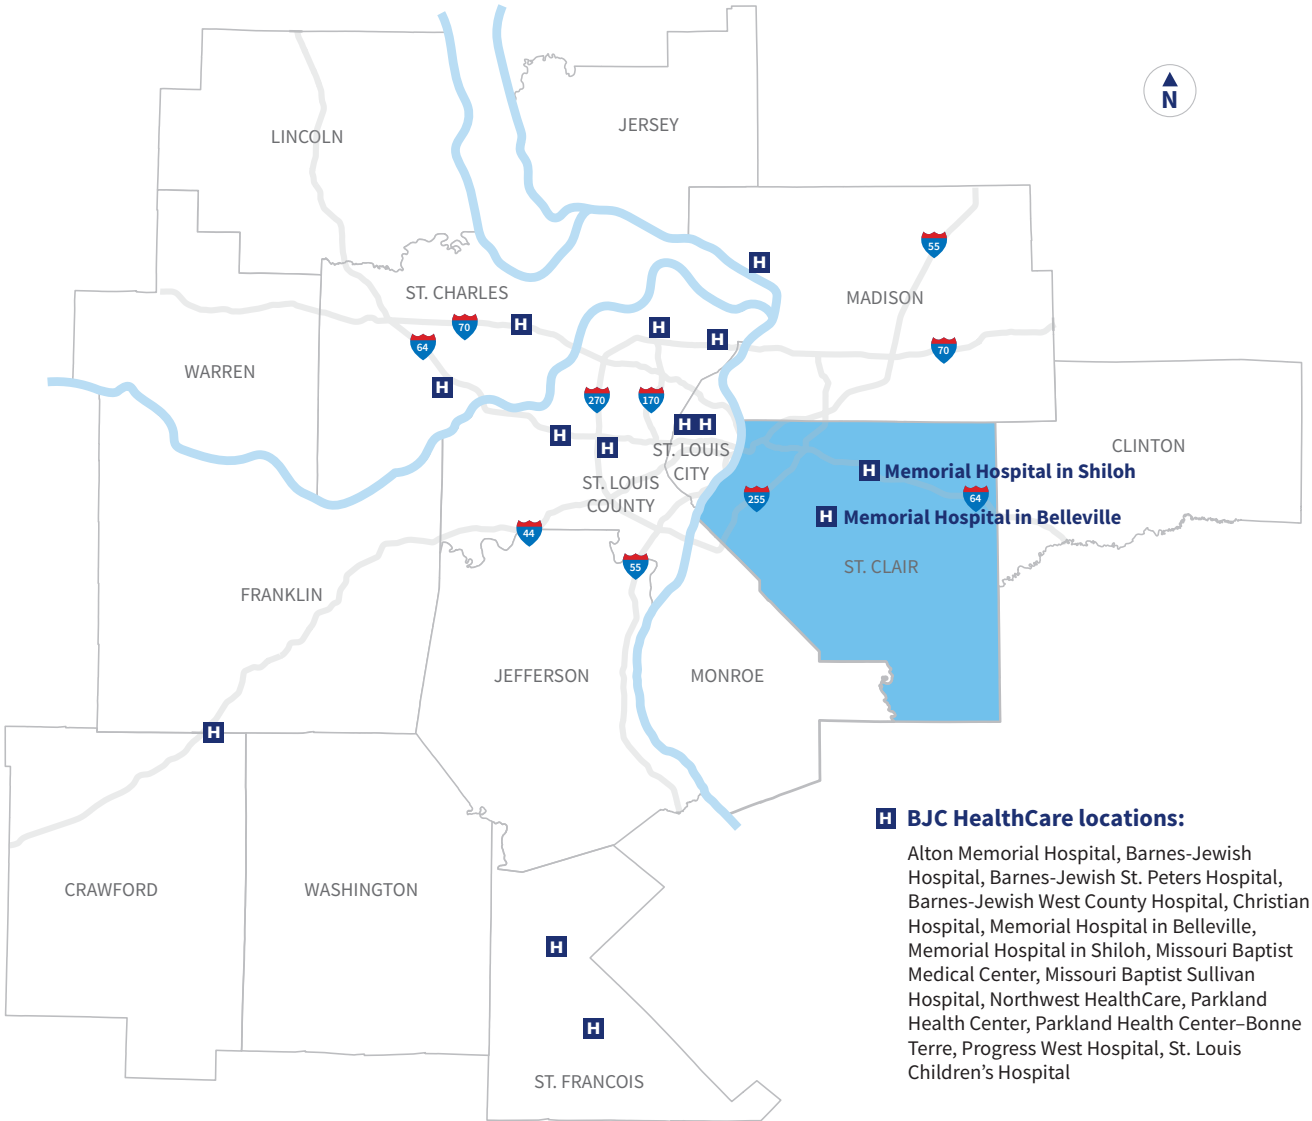 N
LINCOLN
JERSEY
H
55
MADISON
ST. CHARLES
70
H
H
H
64
70
WARREN
H
270
170
H
H
H
H
CLINTON
ST. LOUIS
CITY
ST. LOUIS
COUNTY
H Memorial Hospital in Shiloh
255
64
H Memorial Hospital in Belleville
44
55
ST. CLAIR
FRANKLIN
JEFFERSON
MONROE
H
CRAWFORD
WASHINGTON
H
H
ST. FRANCOIS
H BJC HealthCare locations:
Alton Memorial Hospital, Barnes-Jewish
Hospital, Barnes-Jewish St. Peters Hospital,
Barnes-Jewish West County Hospital, Christian
Hospital, Memorial Hospital in Belleville,
Memorial Hospital in Shiloh, Missouri Baptist
Medical Center, Missouri Baptist Sullivan
Hospital, Northwest HealthCare, Parkland
Health Center, Parkland Health Center–Bonne
Terre, Progress West Hospital, St. Louis
Children’s Hospital